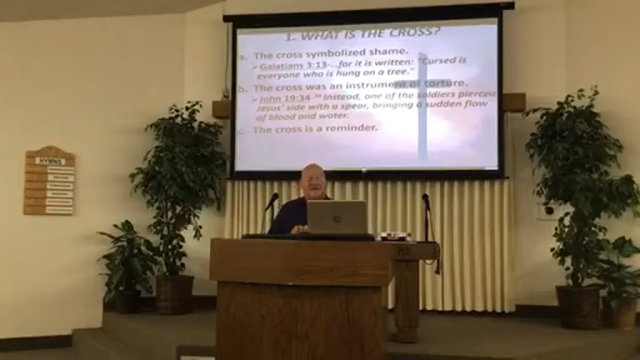 1. WHAT IS THE CROSS?
a. The cross symbolized shame.
➢ Galatians 3:13-...for it is written: "Cursed is
everyone who is hung on a tree."
b. The cross was an instrument of torture.
➢ John 19:34-³⁴ Instead, one of the soldiers pierced
Jesus' side with a spear, bringing a sudden flow
of blood and water.
c. The cross is a reminder.
HYMNS